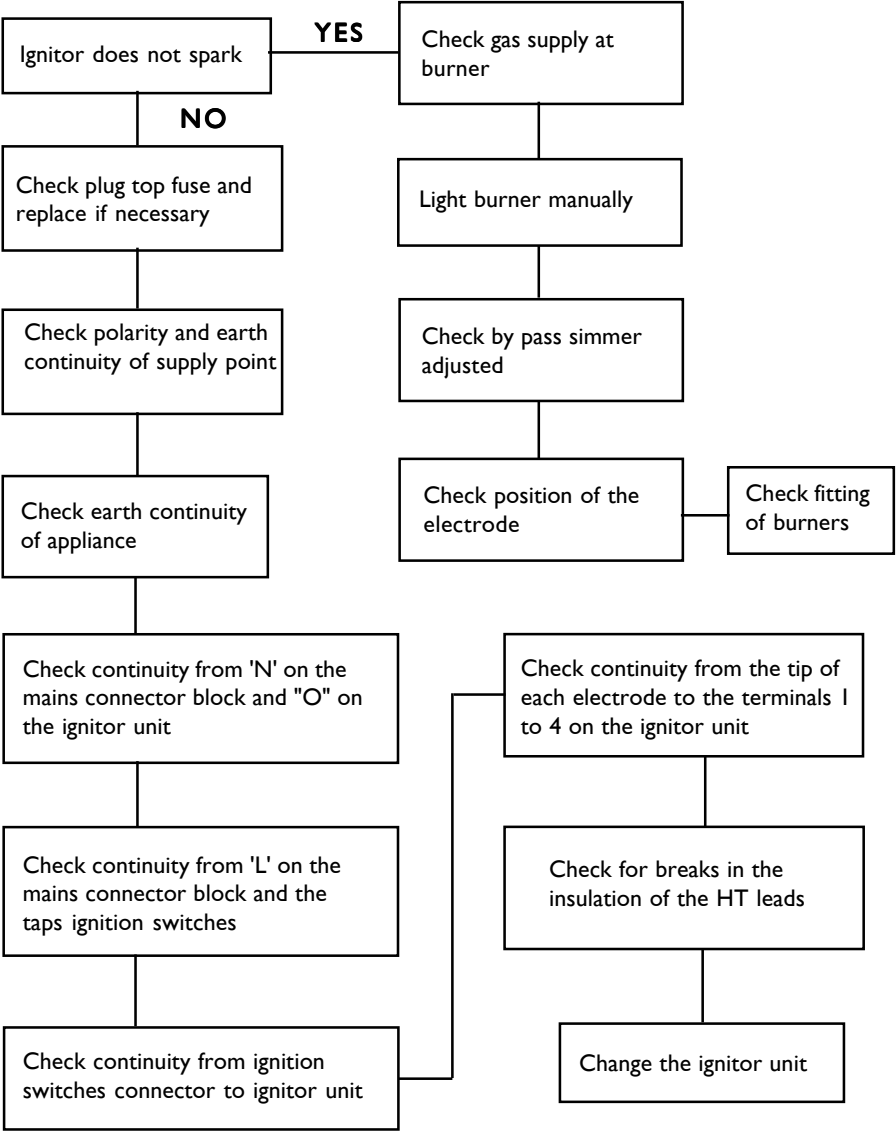 Ignitor does not spark
YES
Check gas supply at
burner
NO
Check plug top fuse and
replace if necessary
Light burner manually
Check polarity and earth
continuity of supply point
Check by pass simmer
adjusted
Check earth continuity
of appliance
Check position of the
electrode
Check fitting
of burners
Check continuity from 'N' on the
mains connector block and "O" on
the ignitor unit
Check continuity from 'L' on the
mains connector block and the
taps ignition switches
Check continuity from ignition
switches connector to ignitor unit
Check continuity from the tip of
each electrode to the terminals 1
to 4 on the ignitor unit
Check for breaks in the
insulation of the HT leads
Change the ignitor unit